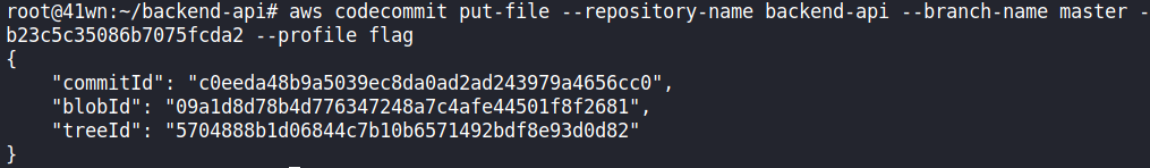 root@41wn:~/backend-api# aws codecommit put-file --repository-name backend-api --branch-name master -
b23c5c35086b7075fcda2 --profile flag
{
    "commitId": "c0eeda48b9a5039ec8da0ad2ad243979a4656cc0",
    "blobId": "09a1d8d78b4d776347248a7c4afe44501f8f2681",
    "treeId": "5704888b1d06844c7b10b6571492bdf8e93d0d82"
}